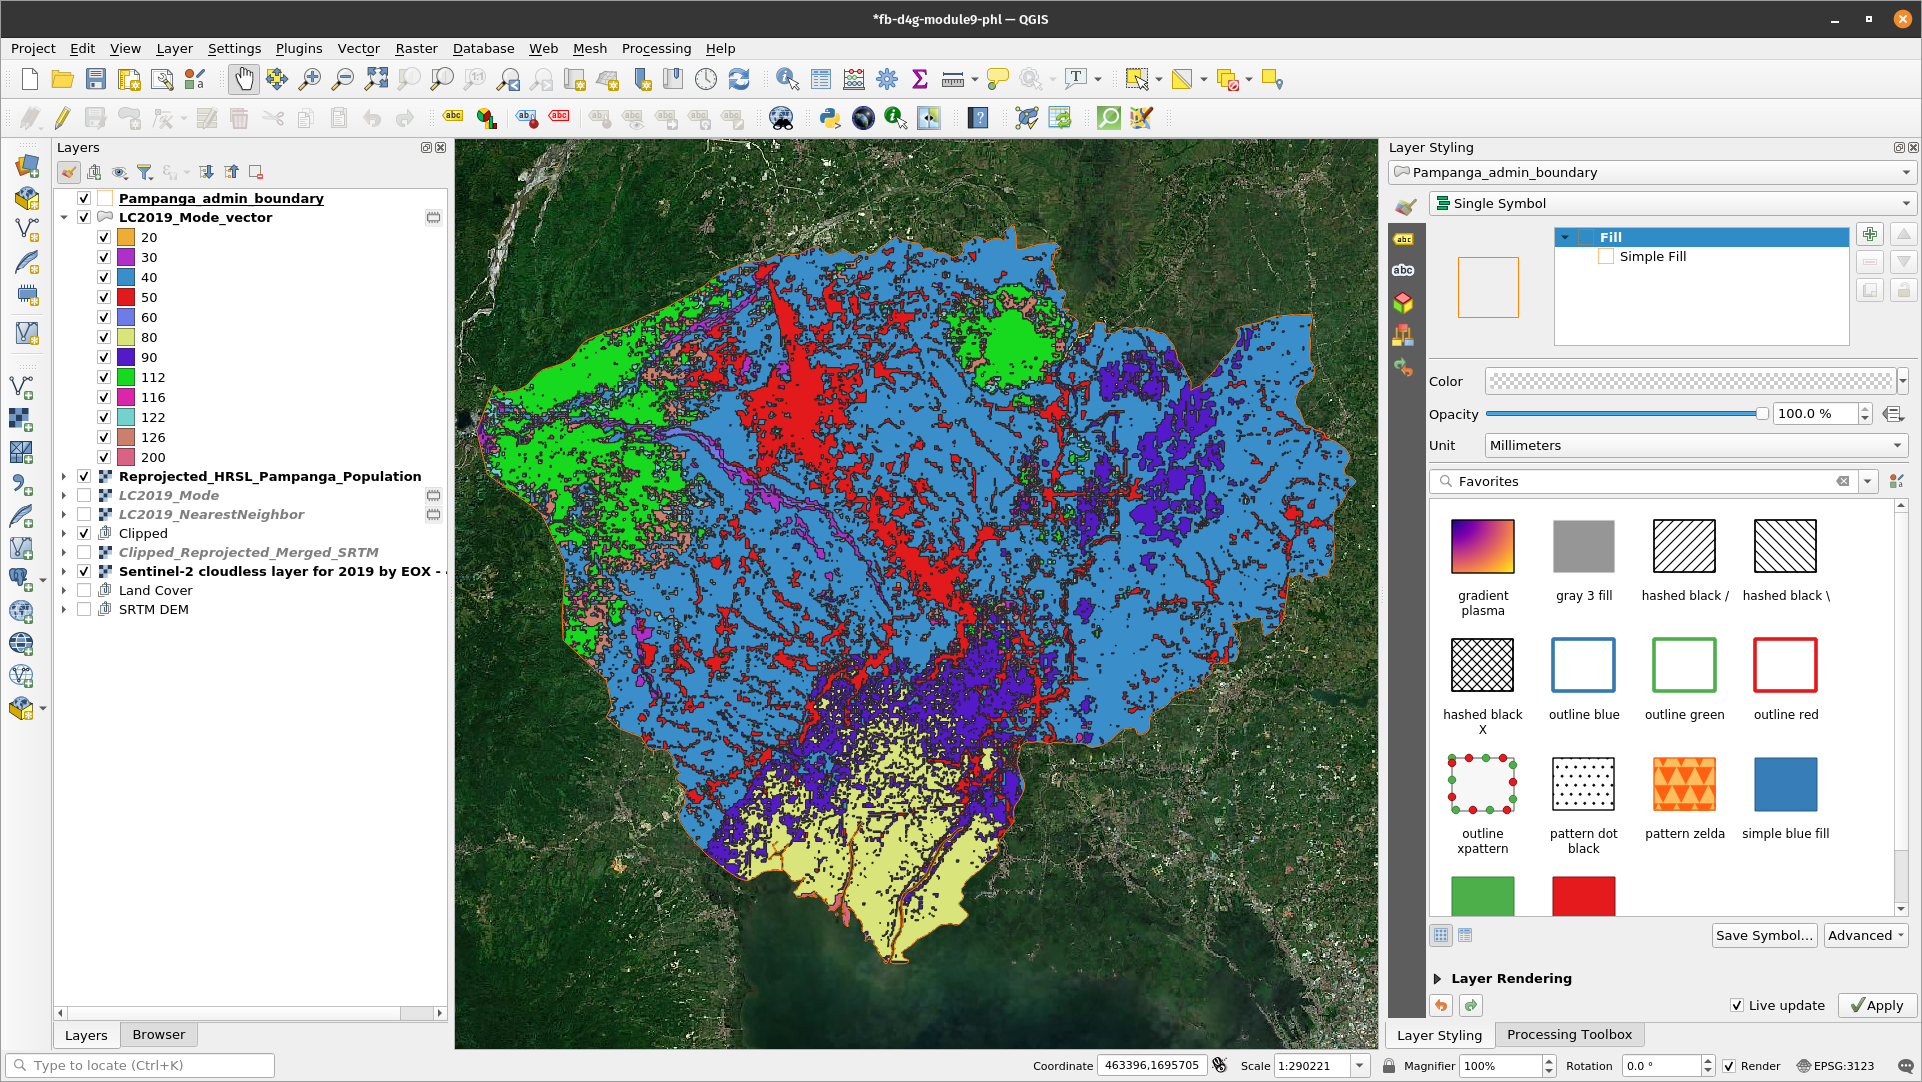 *fb-d4g-module9-phl — QGIS
Project Edit View Layer Settings Plugins Vector Raster Database Web Mesh Processing Help
Layers
Pampanga_admin_boundary
LC2019_Mode_vector
20
30
40
50
60
80
90
112
116
122
126
200
Reprojected_HRSL_Pampanga_Population
LC2019_Mode
LC2019_NearestNeighbor
Clipped
Clipped_Reprojected_Merged_SRTM
Sentinel-2 cloudless layer for 2019 by EOX -
Land Cover
SRTM DEM
Layers Browser
Layer Styling
Pampanga_admin_boundary
Single Symbol
Fill
Simple Fill
Color
Opacity 100.0 %
Unit Millimeters
Favorites
gradient plasma
gray 3 fill
hashed black /
hashed black \
hashed black X
outline blue
outline green
outline red
outline xpattern
pattern dot black
pattern zelda
simple blue fill
Save Symbol... Advanced
Layer Rendering
Live update Apply
Layer Styling Processing Toolbox
Type to locate (Ctrl+K)
Coordinate 463396,1695705 Scale 1:290221 Magnifier 100% Rotation 0.0 ° Render EPSG:3123